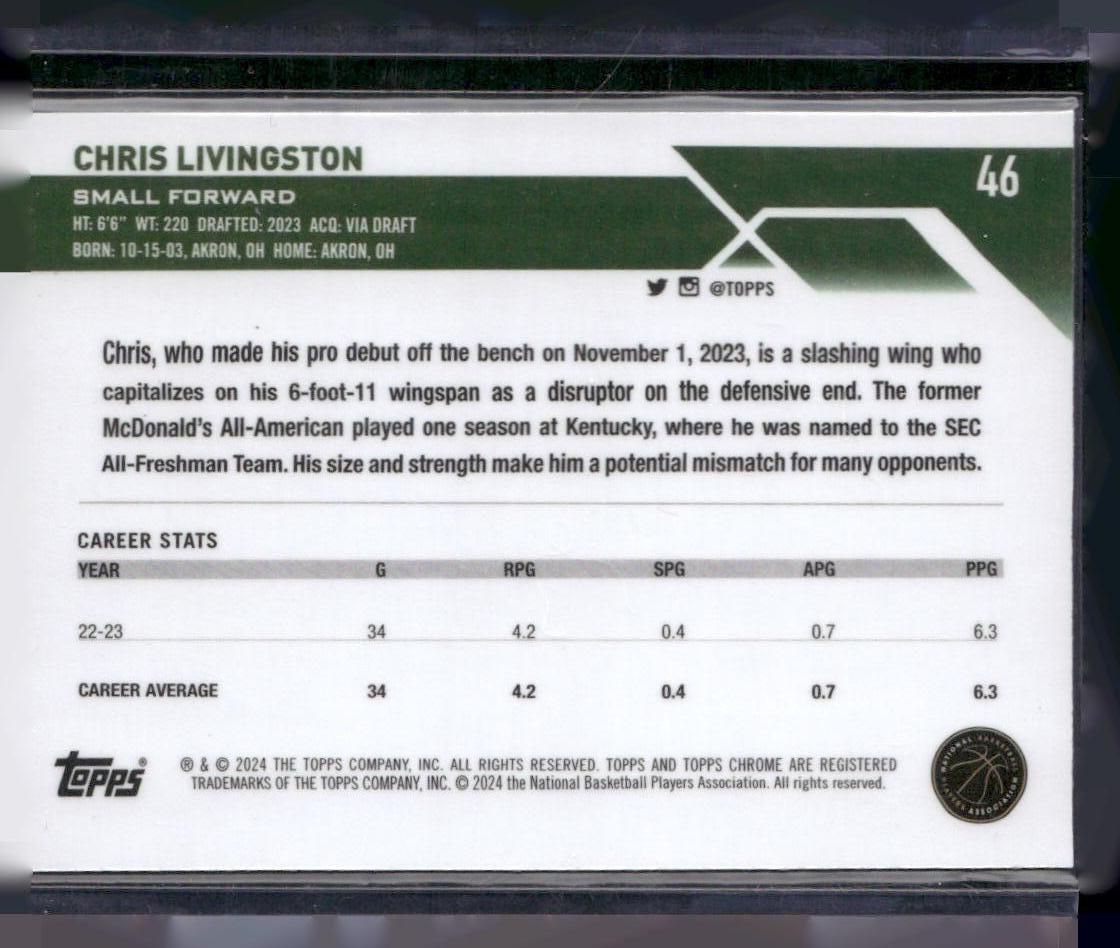 CHRIS LIVINGSTON
46
SMALL FORWARD
HT: 6'6" WT: 220 DRAFTED: 2023 ACQ: VIA DRAFT
BORN: 10-15-03, AKRON, OH HOME: AKRON, OH
@TOPPS
Chris, who made his pro debut off the bench on November 1, 2023, is a slashing wing who
capitalizes on his 6-foot-11 wingspan as a disruptor on the defensive end. The former
McDonald's All-American played one season at Kentucky, where he was named to the SEC
All-Freshman Team. His size and strength make him a potential mismatch for many opponents.
CAREER STATS
YEAR G RPG SPG APG PPG
22-23 34 4.2 0.4 0.7 6.3
CAREER AVERAGE 34 4.2 0.4 0.7 6.3
Topps®
® & © 2024 THE TOPPS COMPANY, INC. ALL RIGHTS RESERVED. TOPPS AND TOPPS CHROME ARE REGISTERED
TRADEMARKS OF THE TOPPS COMPANY, INC. © 2024 the National Basketball Players Association. All rights reserved.
NATIONAL BASKETBALL
PLAYERS ASSOCIATION